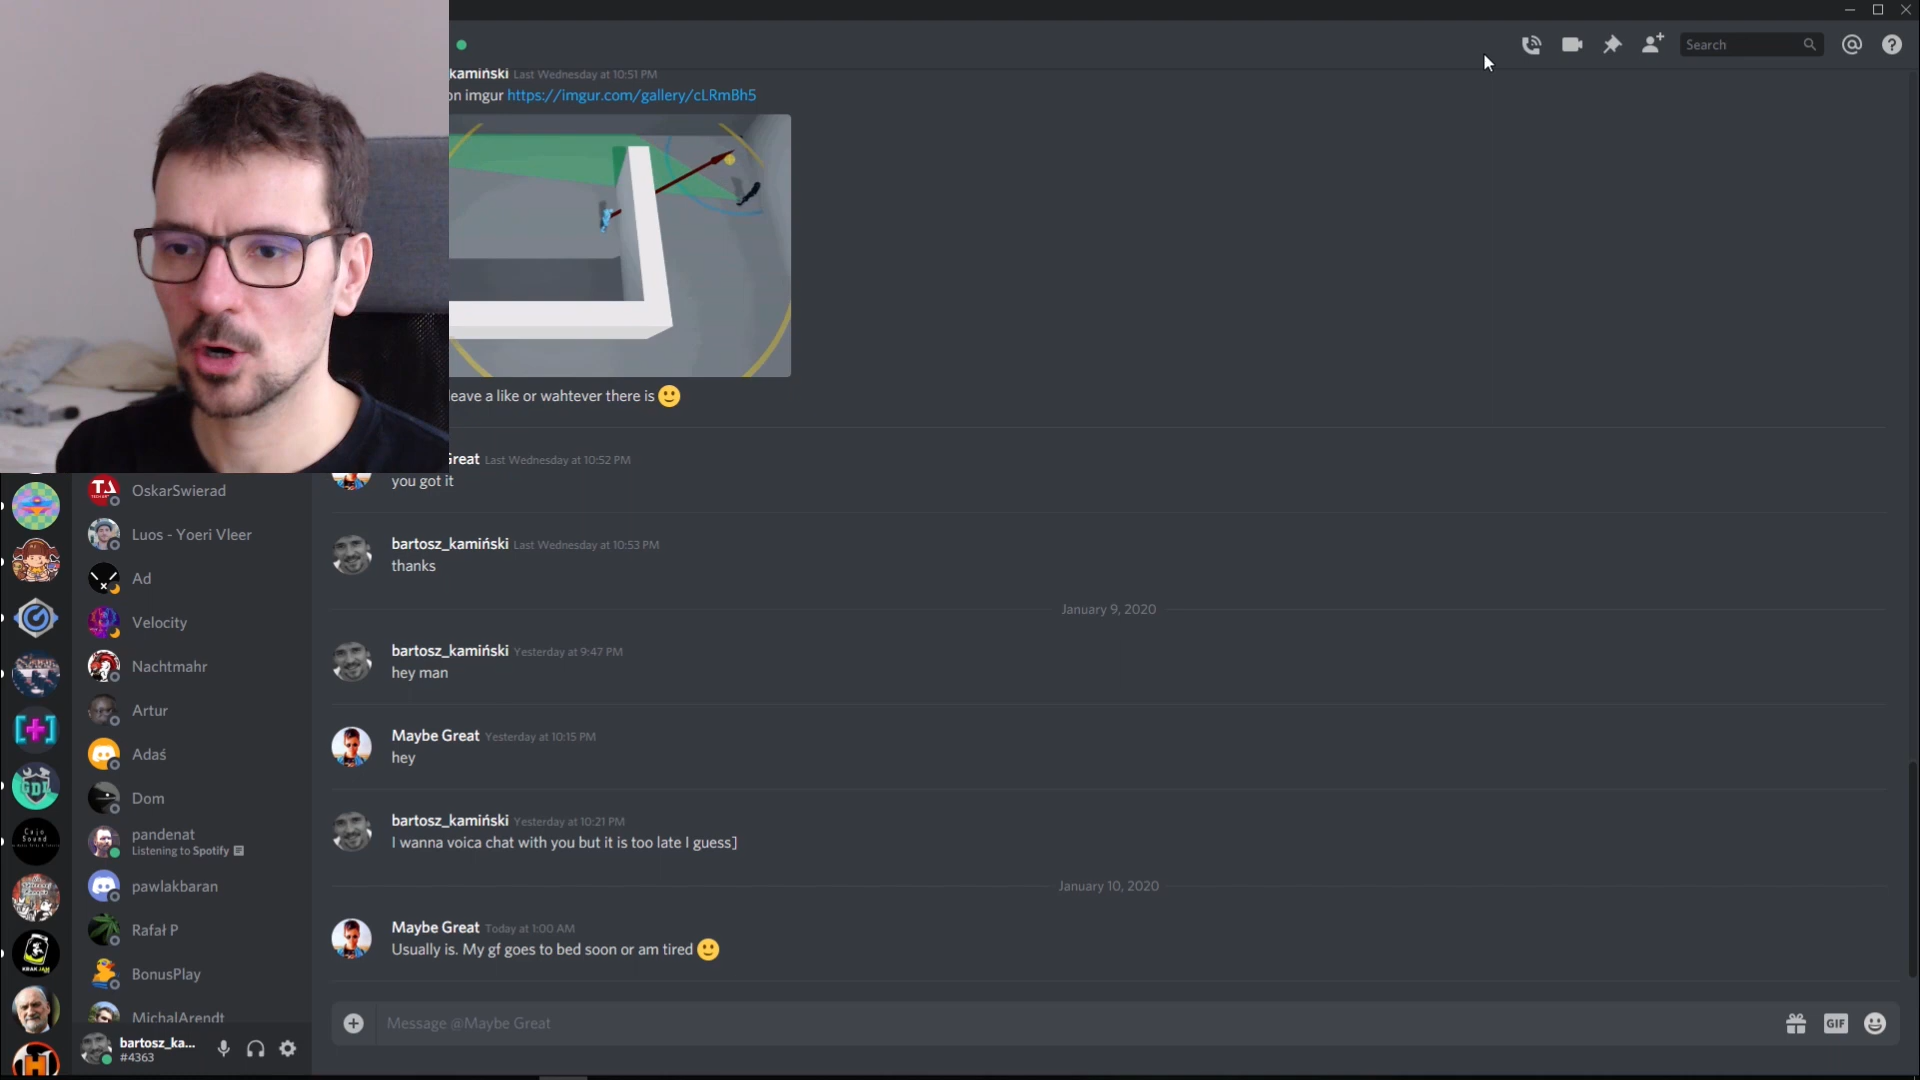 Search
kamiński Last Wednesday at 10:51 PM
on imgur https://imgur.com/gallery/cLRmBh5
leave a like or wahtever there is
Great Last Wednesday at 10:52 PM
you got it
bartosz_kamiński Last Wednesday at 10:53 PM
thanks
January 9, 2020
bartosz_kamiński Yesterday at 9:47 PM
hey man
Maybe Great Yesterday at 10:15 PM
hey
bartosz_kamiński Yesterday at 10:21 PM
I wanna voica chat with you but it is too late I guess]
January 10, 2020
Maybe Great Today at 1:00 AM
Usually is. My gf goes to bed soon or am tired
Message @Maybe Great
GIF
OskarSwierad
Luos - Yoeri Vleer
Ad
Velocity
Nachtmahr
Artur
Adaś
Dom
pandenat
Listening to Spotify
pawlakbaran
Rafał P
BonusPlay
MichalArendt
bartosz_ka...
#4363
GDL
Cajo
Sound
KRAKJAM